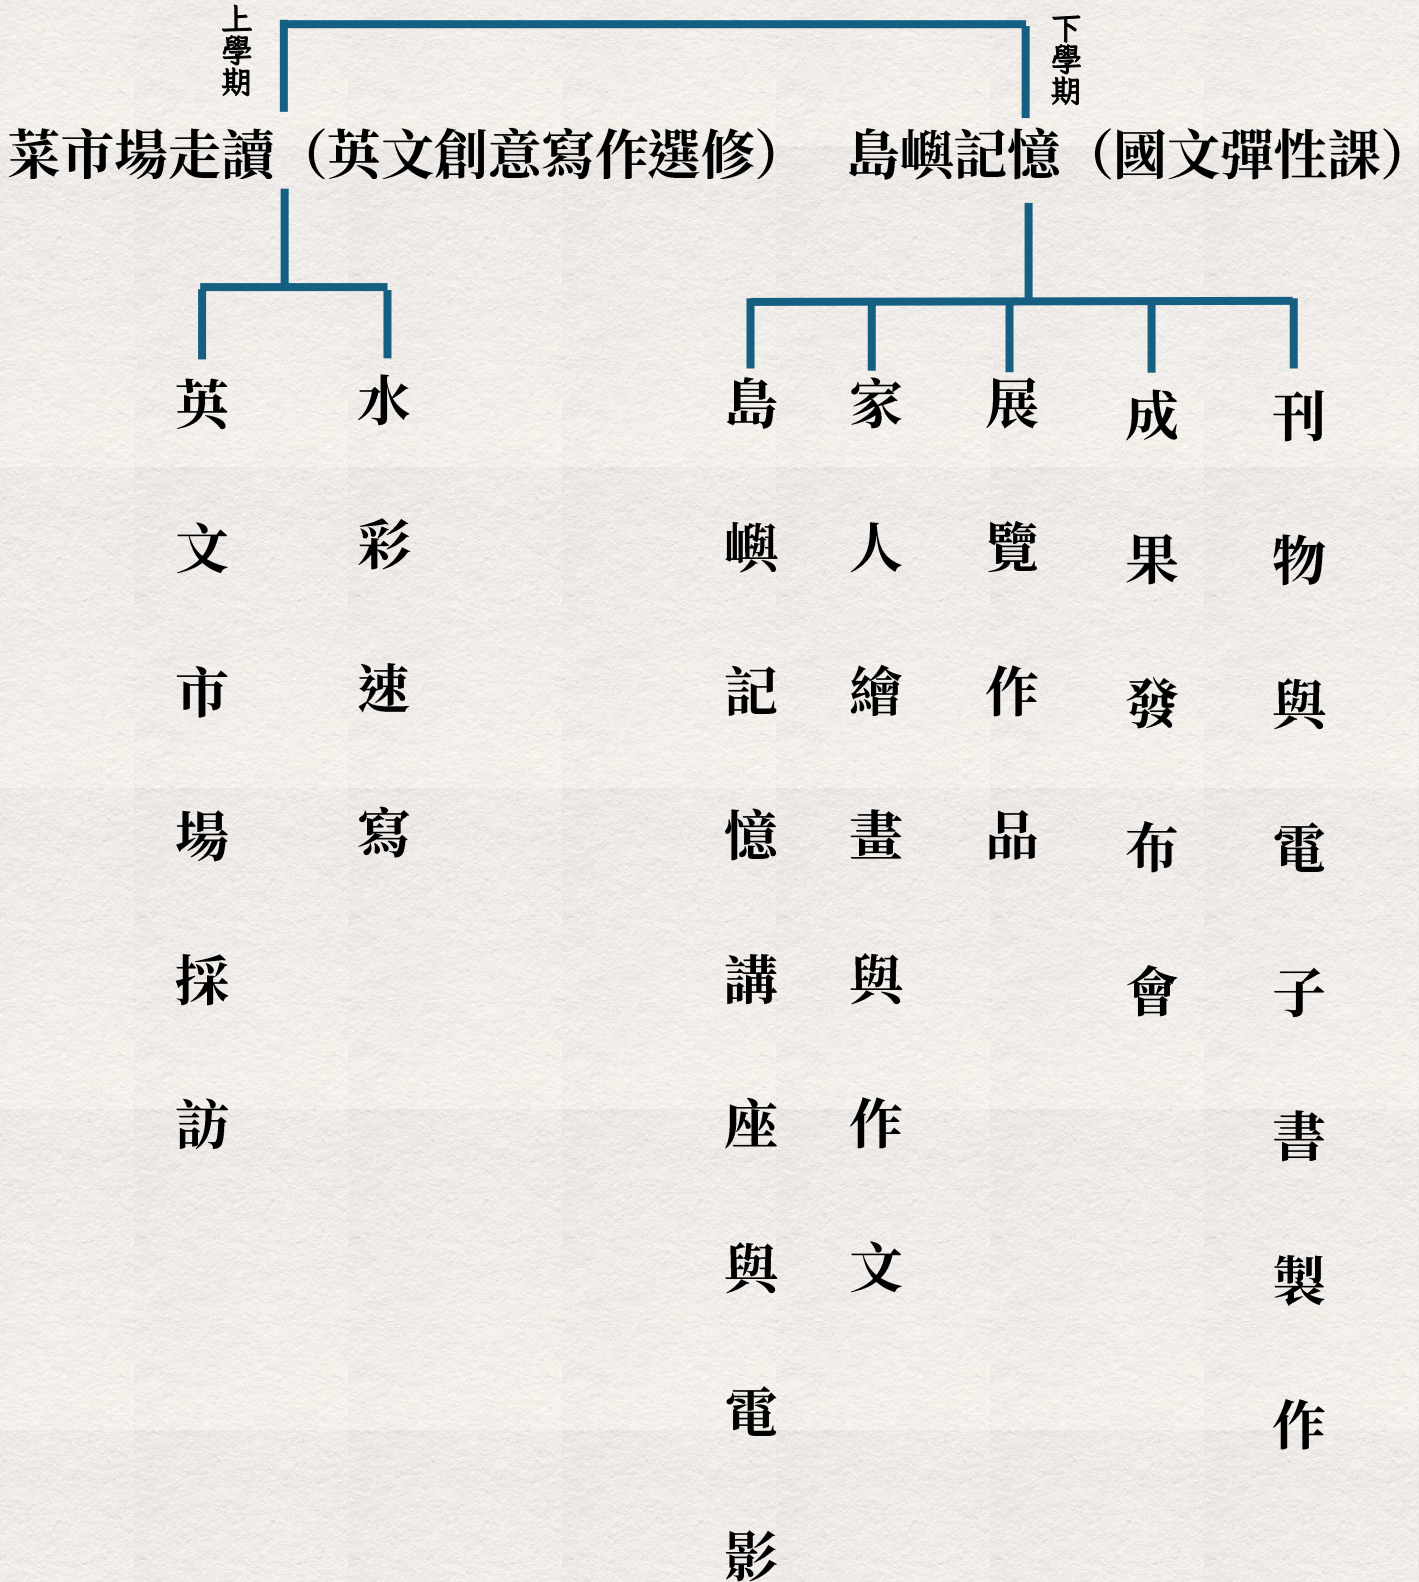 上學期
下學期
菜市場走讀（英文創意寫作選修）
島嶼記憶（國文彈性課）
英文市場採訪
水彩速寫
島嶼記憶講座與電影
家人繪畫與作文
展覽作品
成果發布會
刊物與電子書製作